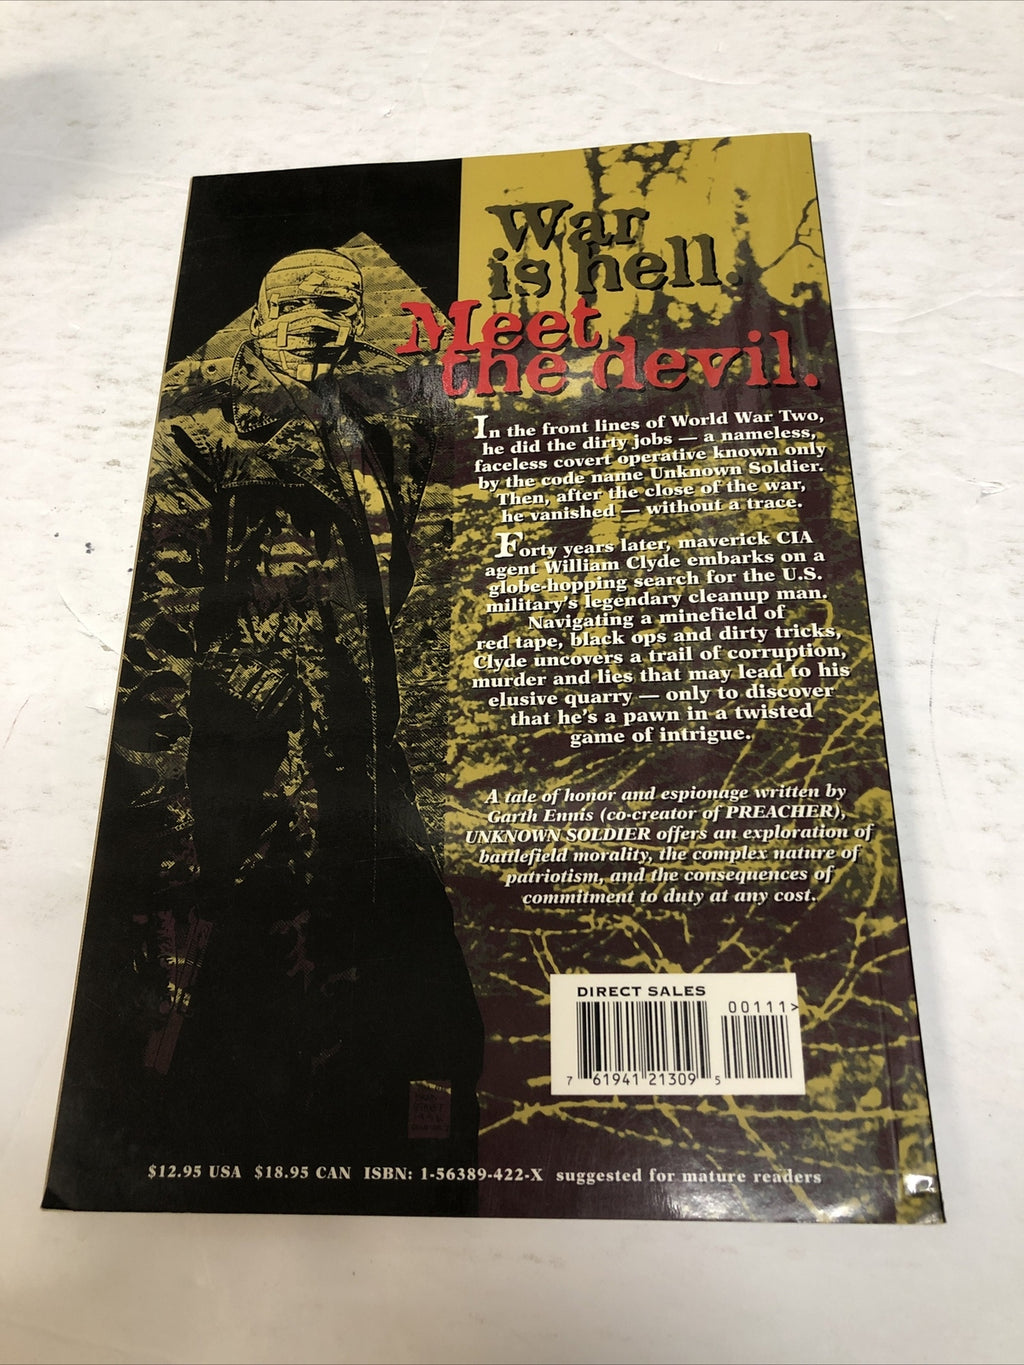 War
is hell.
Meet
the devil.
In the front lines of World War Two,
he did the dirty jobs — a nameless,
faceless covert operative known only
by the code name Unknown Soldier.
Then, after the close of the war,
he vanished — without a trace.
Forty years later, maverick CIA
agent William Clyde embarks on a
globe-hopping search for the U.S.
military's legendary cleanup man.
Navigating a minefield of
red tape, black ops and dirty tricks,
Clyde uncovers a trail of corruption,
murder and lies that may lead to his
elusive quarry — only to discover
that he's a pawn in a twisted
game of intrigue.
A tale of honor and espionage written by
Garth Ennis (co-creator of PREACHER),
UNKNOWN SOLDIER offers an exploration of
battlefield morality, the complex nature of
patriotism, and the consequences of
commitment to duty at any cost.
DIRECT SALES
00111>
7 61941 21309 5
$12.95 USA $18.95 CAN ISBN: 1-56389-422-X suggested for mature readers